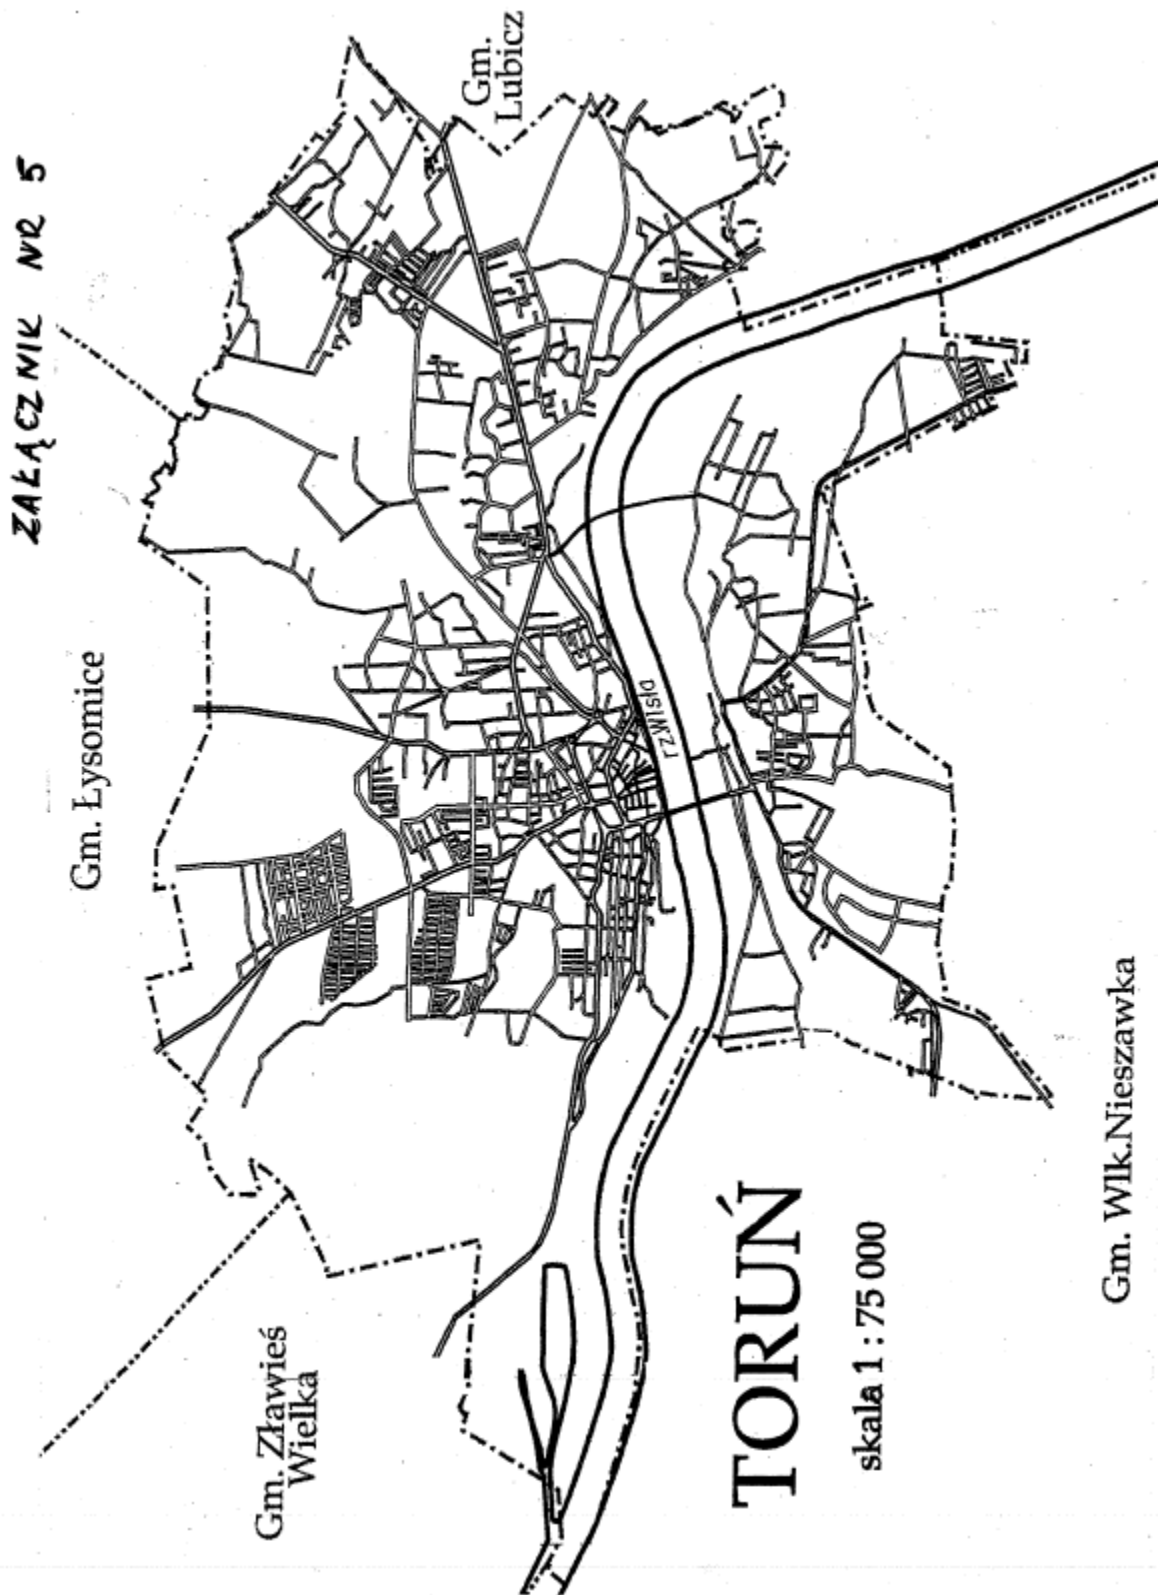 ZAŁĄCZNIK NR 5
Gm.
Lubicz
Gm. Łysomice
rz.Wisła
Gm. Zławieś
Wielka
TORUŃ
skala 1 : 75 000
Gm. Wlk.Nieszawka